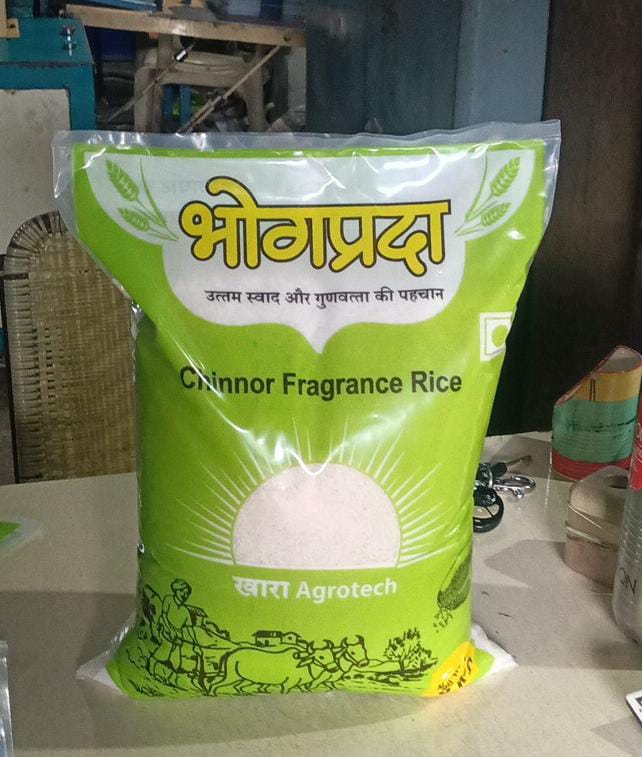 भोगप्रदा
उत्तम स्वाद और गुणवत्ता की पहचान
Chinnor Fragrance Rice
खारा Agrotech